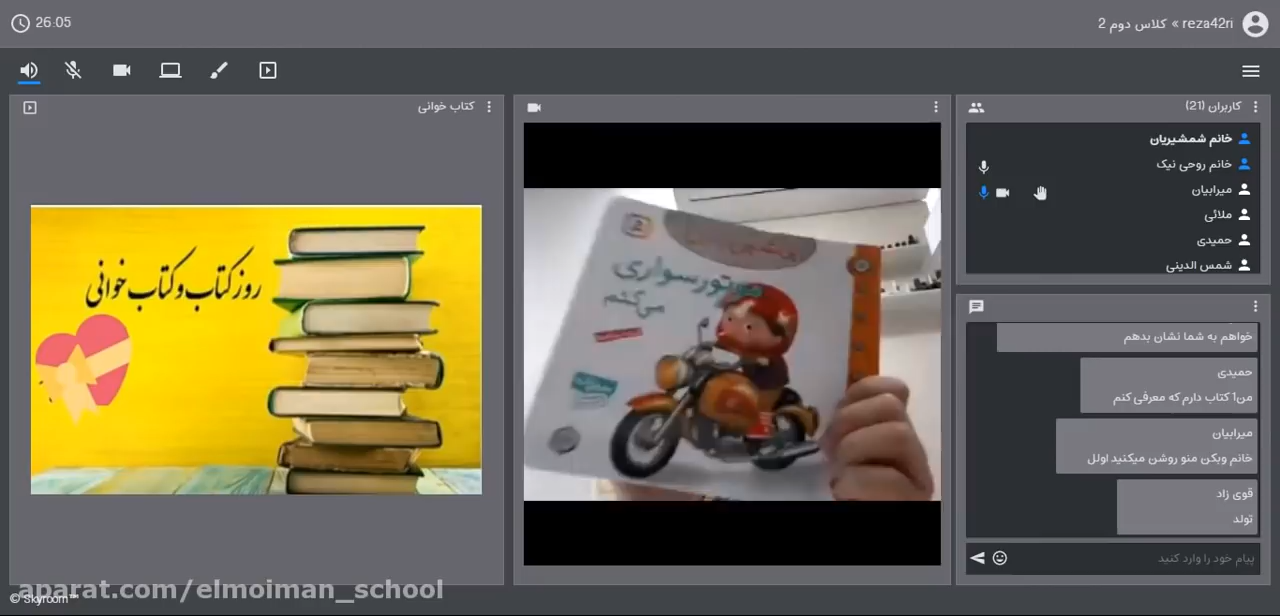 26:05
reza42ri » کلاس دوم 2
کتاب خوانی
روز کتاب و کتاب خوانی
2
موتورسواری
می‌کنم
کاربران (21)
خانم شمشیریان
خانم روحی نیک
میرابیان
ملائی
حمیدی
شمس الدینی
خواهم به شما نشان بدهم
حمیدی
من1 کتاب دارم که معرفی کنم
میرابیان
خانم وبکن منو روشن میکنید اولل
قوی زاد
تولد
پیام خود را وارد کنید
aparat.com/elmoiman_school
© Skyroom™